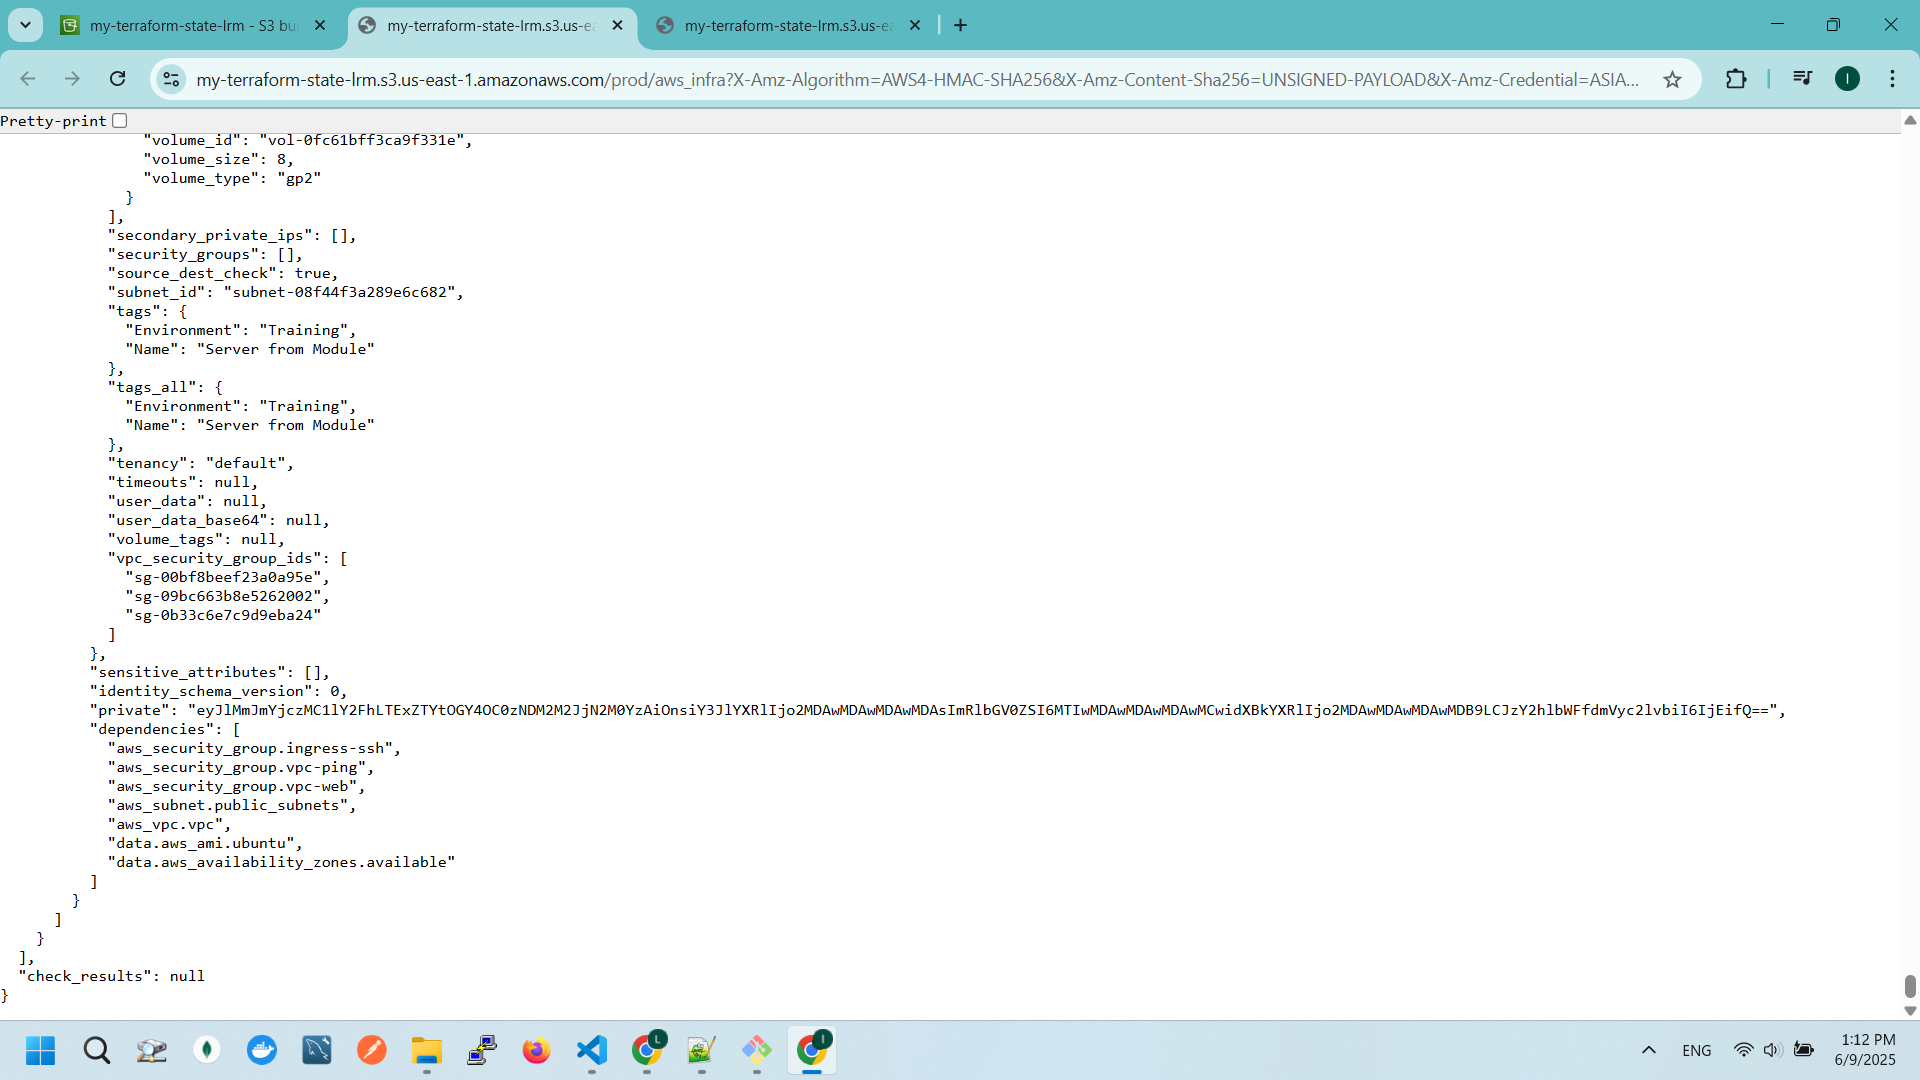 my-terraform-state-lrm - S3 bu
my-terraform-state-lrm.s3.us-ea
my-terraform-state-lrm.s3.us-ea
my-terraform-state-lrm.s3.us-east-1.amazonaws.com/prod/aws_infra?X-Amz-Algorithm=AWS4-HMAC-SHA256&X-Amz-Content-Sha256=UNSIGNED-PAYLOAD&X-Amz-Credential=ASIA...
I
Pretty-print
"volume_id": "vol-0fc61bff3ca9f331e",
"volume_size": 8,
"volume_type": "gp2"
}
],
"secondary_private_ips": [],
"security_groups": [],
"source_dest_check": true,
"subnet_id": "subnet-08f44f3a289e6c682",
"tags": {
"Environment": "Training",
"Name": "Server from Module"
},
"tags_all": {
"Environment": "Training",
"Name": "Server from Module"
},
"tenancy": "default",
"timeouts": null,
"user_data": null,
"user_data_base64": null,
"volume_tags": null,
"vpc_security_group_ids": [
"sg-00bf8beef23a0a95e",
"sg-09bc663b8e5262002",
"sg-0b33c6e7c9d9eba24"
]
},
"sensitive_attributes": [],
"identity_schema_version": 0,
"private": "eyJlMmJmYjczMC1lY2FhLTExZTYtOGY4OC0zNDM2M2JjN2M0YzAiOnsiY3JlYXRlIjo2MDAwMDAwMDAwMDAsImRlbGV0ZSI6MTIwMDAwMDAwMDAwMCwidXBkYXRlIjo2MDAwMDAwMDAwMDB9LCJzY2hlbWFfdmVyc2lvbiI6IjEifQ==",
"dependencies": [
"aws_security_group.ingress-ssh",
"aws_security_group.vpc-ping",
"aws_security_group.vpc-web",
"aws_subnet.public_subnets",
"aws_vpc.vpc",
"data.aws_ami.ubuntu",
"data.aws_availability_zones.available"
]
}
]
}
],
"check_results": null
}
L
I
ENG
1:12 PM
6/9/2025